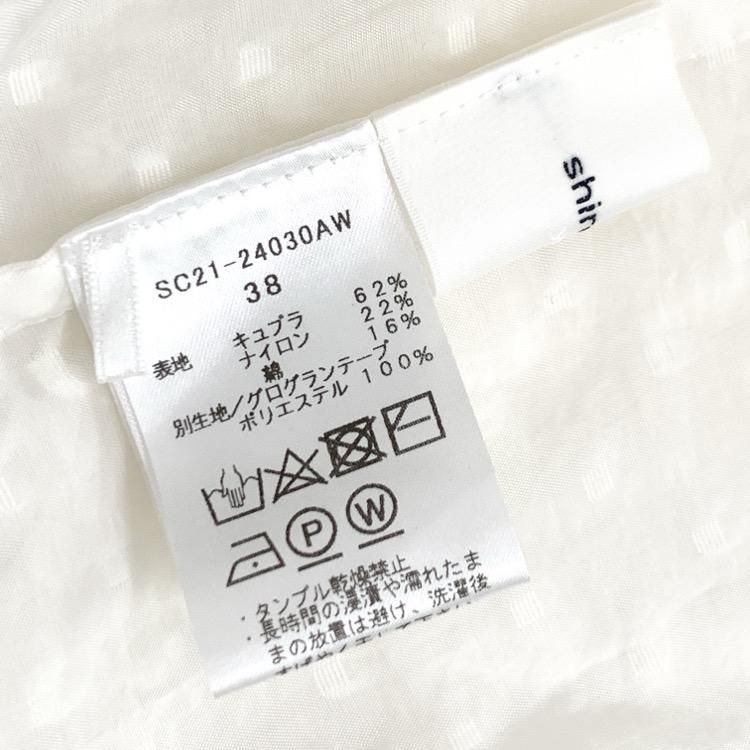 shin
SC21-24030AW
38
表地 キュプラ 62%
ナイロン 22%
綿 16%
別生地/グログランテープ
ポリエステル 100%
P
W
・タンブル乾燥禁止
・長時間の浸漬や濡れたま
まの放置は避け、洗濯後